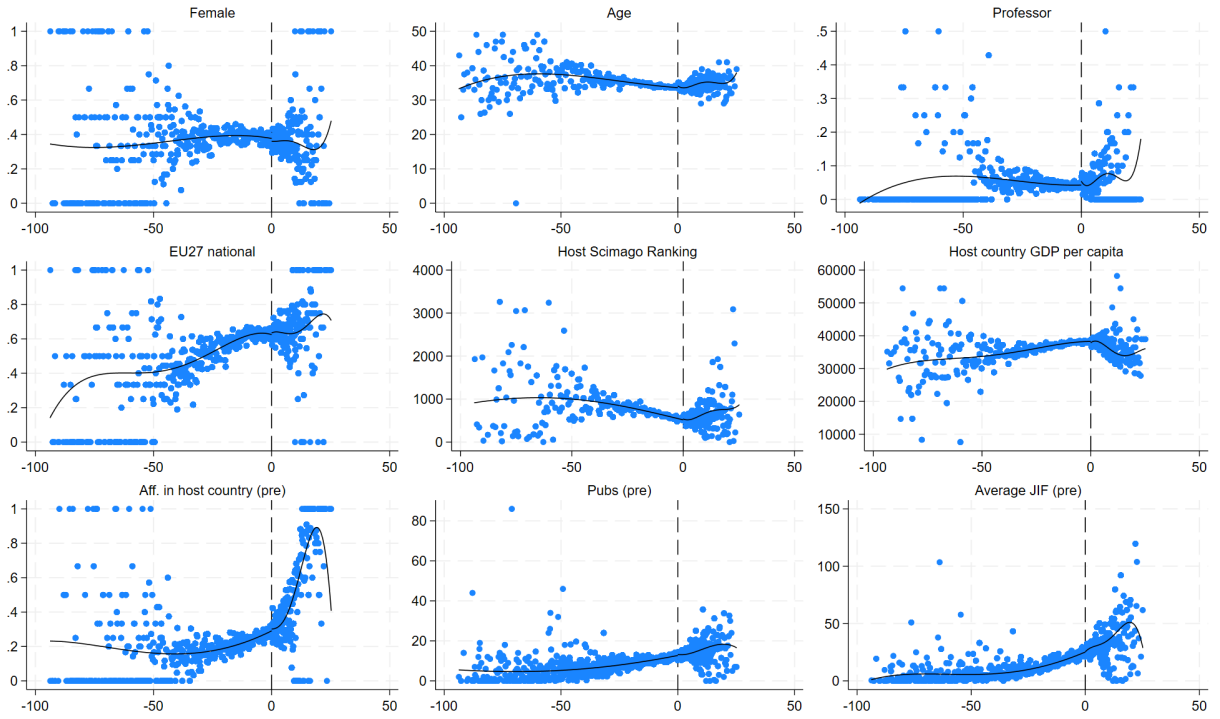 Female
1
.8
.6
.4
.2
0
-100 -50 0 50
Age
50
40
30
20
10
0
-100 -50 0 50
Professor
.5
.4
.3
.2
.1
0
-100 -50 0 50
EU27 national
1
.8
.6
.4
.2
0
-100 -50 0 50
Host Scimago Ranking
4000
3000
2000
1000
0
-100 -50 0 50
Host country GDP per capita
60000
50000
40000
30000
20000
10000
-100 -50 0 50
Aff. in host country (pre)
1
.8
.6
.4
.2
0
-100 -50 0 50
Pubs (pre)
80
60
40
20
0
-100 -50 0 50
Average JIF (pre)
150
100
50
0
-100 -50 0 50